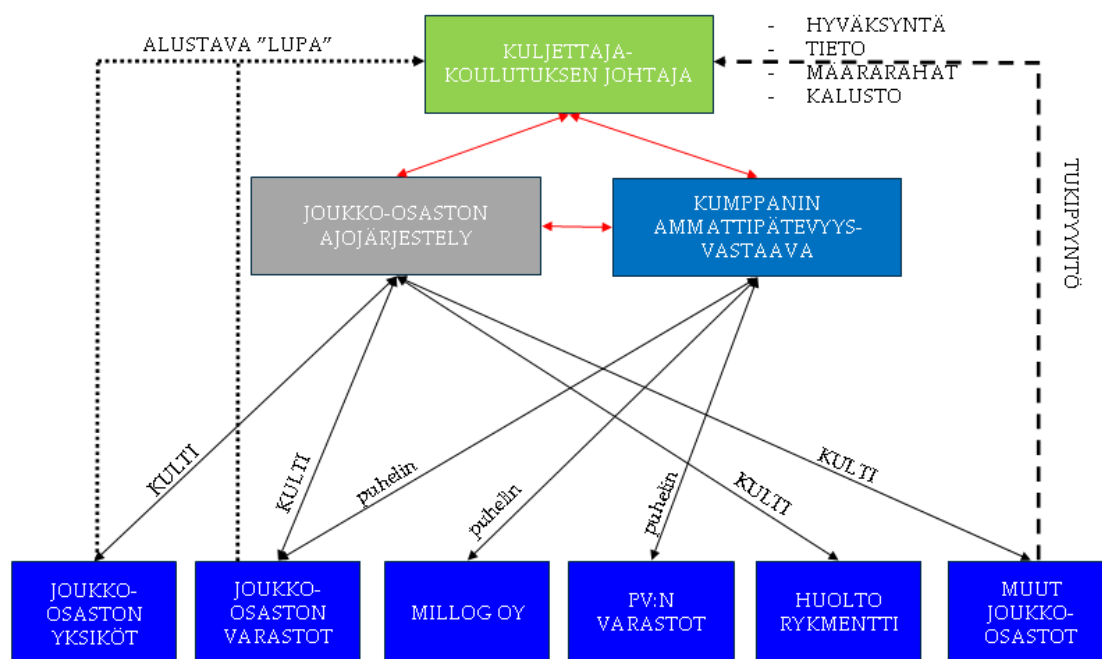 ALUSTAVA ”LUPA”
KULJETTAJA-
KOULUTUKSEN JOHTAJA
- HYVÄKSYNTÄ
- TIETO
- MÄÄRÄRAHAT
- KALUSTO
JOUKKO-OSASTON
AJOJÄRJESTELY
KUMPPANIN
AMMATTIPÄTEVYYS-
VASTAAVA
TUKIPYYNTÖ
KULTI
KULTI
puhelin
puhelin
puhelin
KULTI
KULTI
JOUKKO-
OSASTON
YKSIKÖT
JOUKKO-
OSASTON
VARASTOT
MILLOG OY
PV:N
VARASTOT
HUOLTO
RYKMENTTI
MUUT
JOUKKO-
OSASTOT